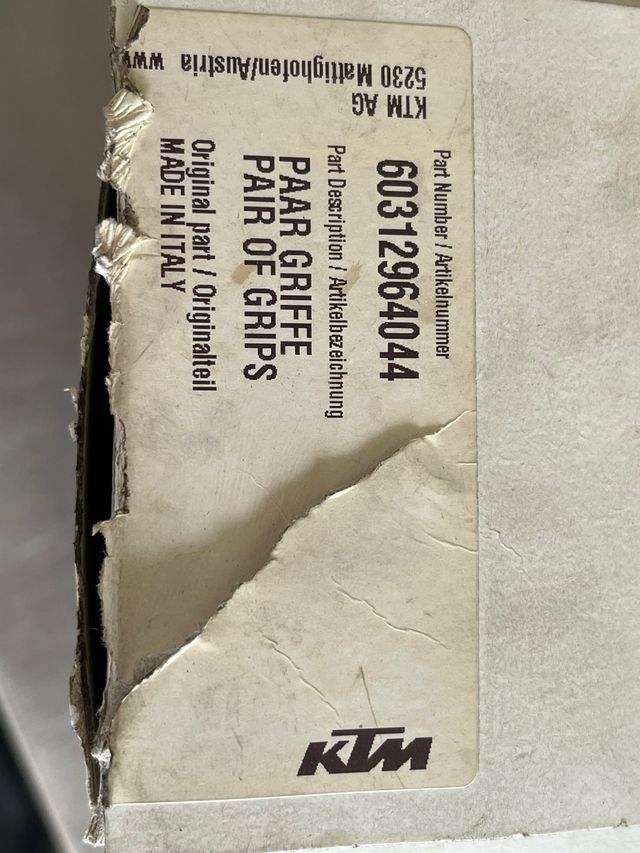 Part Number / Artikelnummer
60312964044
Part Description / Artikelbezeichnung
PAAR GRIFFE
PAIR OF GRIPS
Original part / Originalteil
MADE IN ITALY
KTM AG
5230 Mattighofen/Austria
KTM